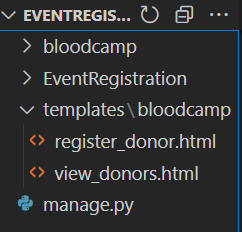 EVENTREGIS...
bloodcamp
EventRegistration
templates\bloodcamp
register_donor.html
view_donors.html
manage.py